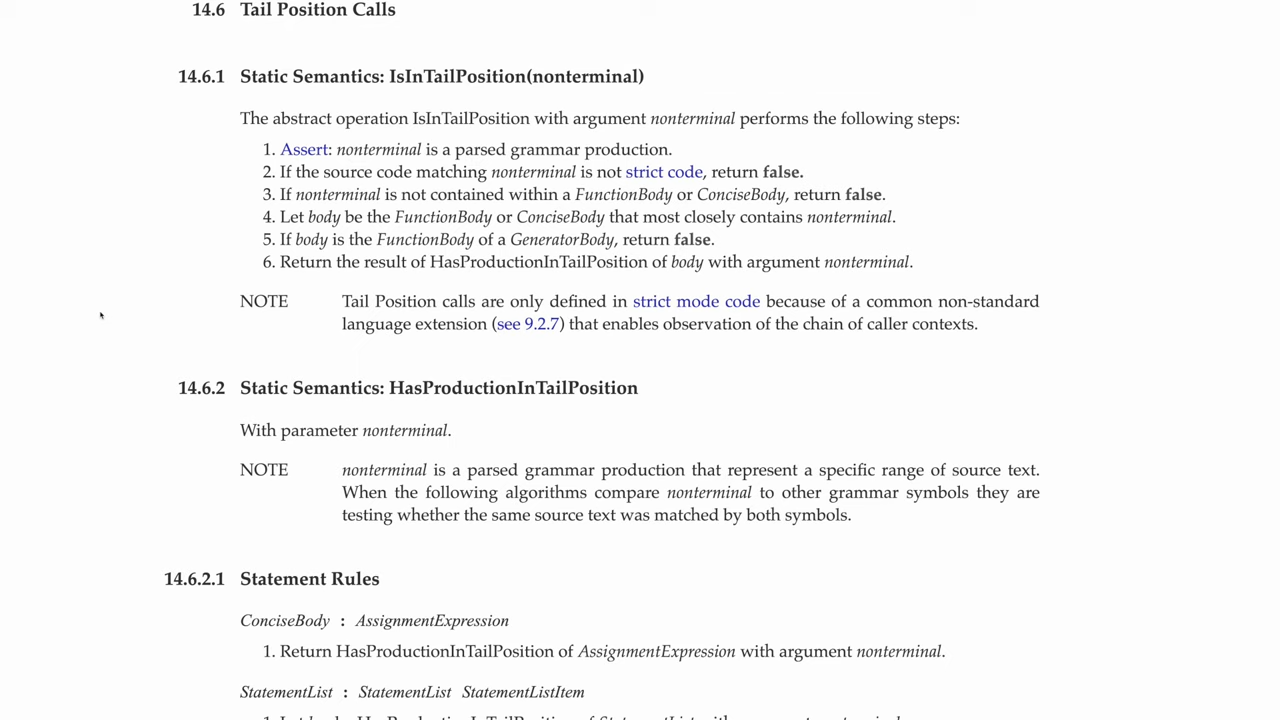 14.6 Tail Position Calls
14.6.1 Static Semantics: IsInTailPosition(nonterminal)
The abstract operation IsInTailPosition with argument nonterminal performs the following steps:
1. Assert: nonterminal is a parsed grammar production.
2. If the source code matching nonterminal is not strict code, return false.
3. If nonterminal is not contained within a FunctionBody or ConciseBody, return false.
4. Let body be the FunctionBody or ConciseBody that most closely contains nonterminal.
5. If body is the FunctionBody of a GeneratorBody, return false.
6. Return the result of HasProductionInTailPosition of body with argument nonterminal.
NOTE Tail Position calls are only defined in strict mode code because of a common non-standard
language extension (see 9.2.7) that enables observation of the chain of caller contexts.
14.6.2 Static Semantics: HasProductionInTailPosition
With parameter nonterminal.
NOTE nonterminal is a parsed grammar production that represent a specific range of source text.
When the following algorithms compare nonterminal to other grammar symbols they are
testing whether the same source text was matched by both symbols.
14.6.2.1 Statement Rules
ConciseBody : AssignmentExpression
1. Return HasProductionInTailPosition of AssignmentExpression with argument nonterminal.
StatementList : StatementList StatementListItem